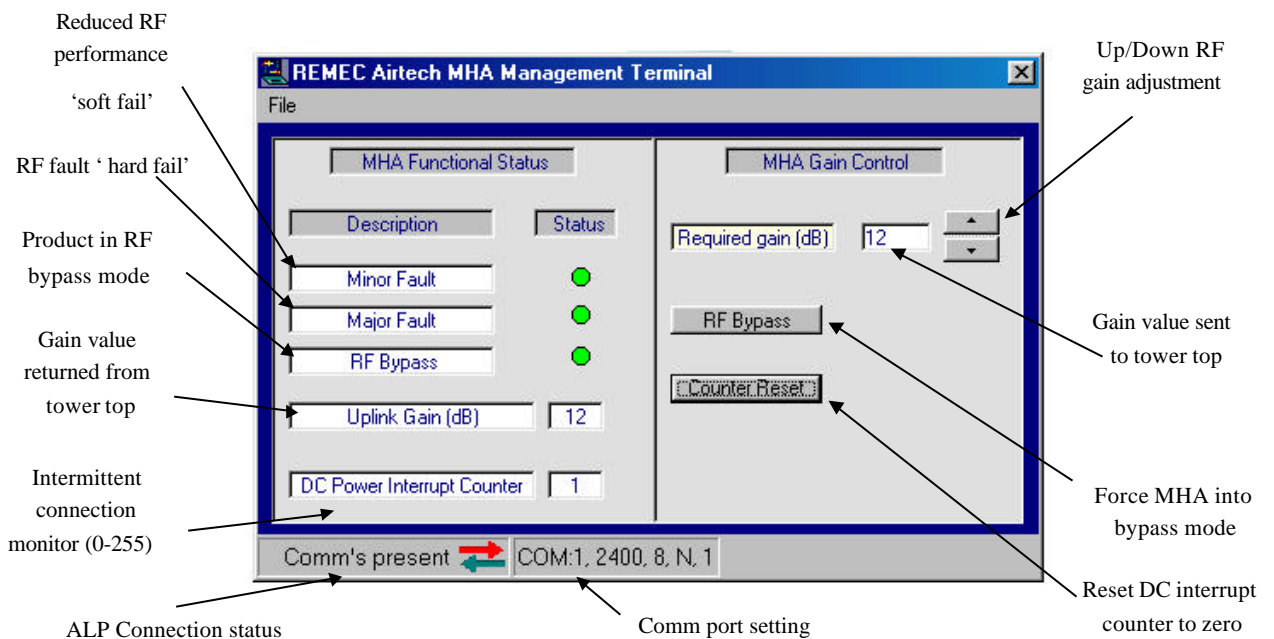 Reduced RF
performance
‘soft fail’
RF fault ‘ hard fail’
Product in RF
bypass mode
Gain value
returned from
tower top
Intermittent
connection
monitor (0-255)
ALP Connection status
REMEC Airtech MHA Management Terminal
File
MHA Functional Status
Description
Status
Minor Fault
Major Fault
RF Bypass
Uplink Gain (dB)
12
DC Power Interrupt Counter
1
MHA Gain Control
Required gain (dB)
12
RF Bypass
Counter Reset
Comm's present
COM:1, 2400, 8, N, 1
Comm port setting
Up/Down RF
gain adjustment
Gain value sent
to tower top
Force MHA into
bypass mode
Reset DC interrupt
counter to zero